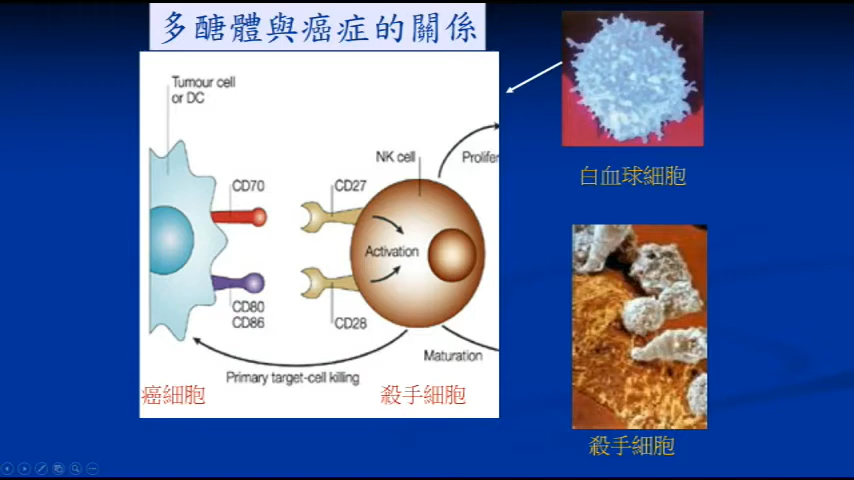 多醣體與癌症的關係
Tumour cell
or DC
NK cell
Prolifer
CD70
CD27
Activation
CD80
CD86
CD28
Maturation
Primary target-cell killing
癌細胞
殺手細胞
白血球細胞
殺手細胞